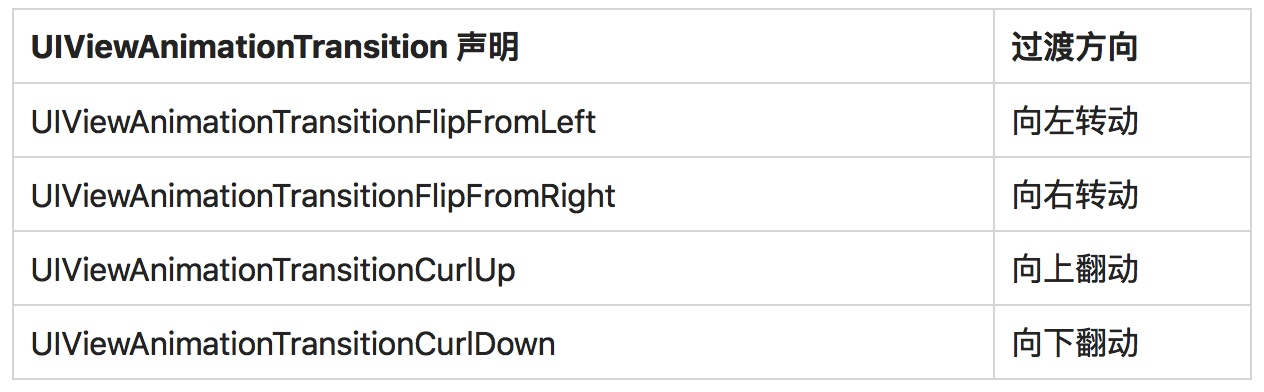 UIViewAnimationTransition 声明 过渡方向
UIViewAnimationTransitionFlipFromLeft 向左转动
UIViewAnimationTransitionFlipFromRight 向右转动
UIViewAnimationTransitionCurlUp 向上翻动
UIViewAnimationTransitionCurlDown 向下翻动